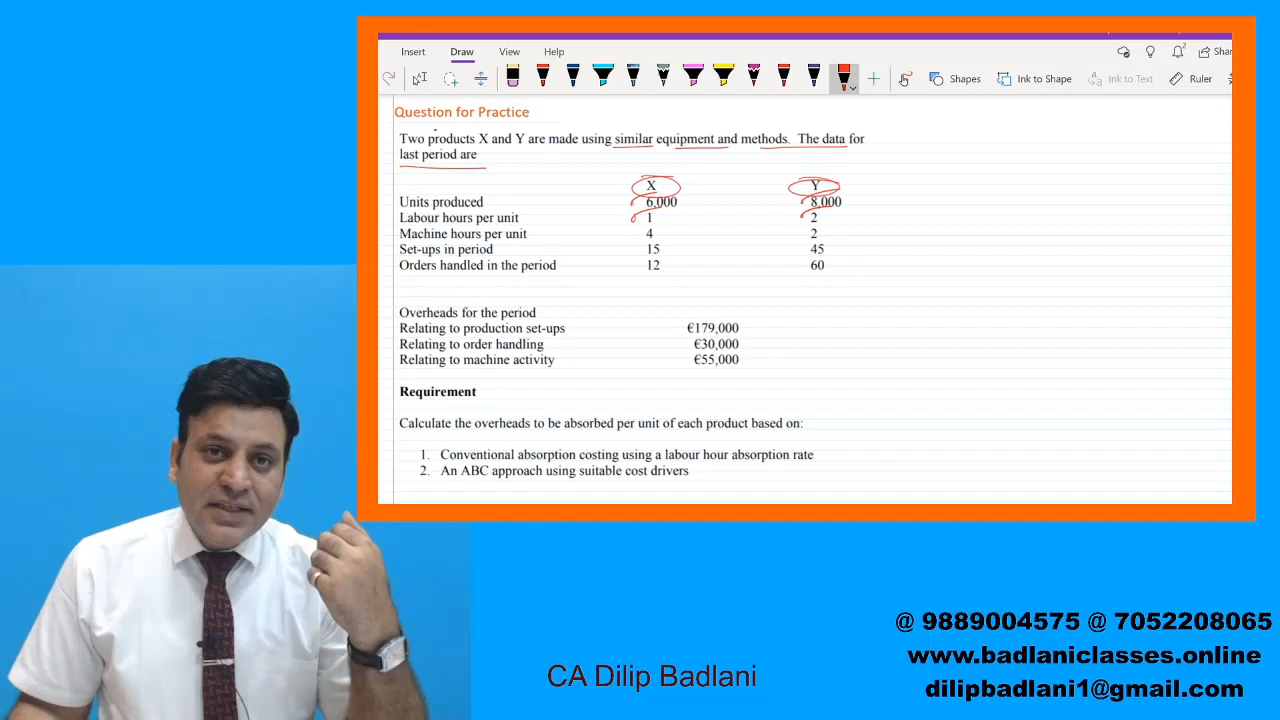 Insert Draw View Help
Shar
Shapes Ink to Shape Ink to Text Ruler
Question for Practice
Two products X and Y are made using similar equipment and methods. The data for
last period are
X Y
Units produced 6,000 8,000
Labour hours per unit 1 2
Machine hours per unit 4 2
Set-ups in period 15 45
Orders handled in the period 12 60
Overheads for the period
Relating to production set-ups €179,000
Relating to order handling €30,000
Relating to machine activity €55,000
Requirement
Calculate the overheads to be absorbed per unit of each product based on:
1. Conventional absorption costing using a labour hour absorption rate
2. An ABC approach using suitable cost drivers
@ 9889004575 @ 7052208065
www.badlaniclasses.online
dilipbadlani1@gmail.com
CA Dilip Badlani